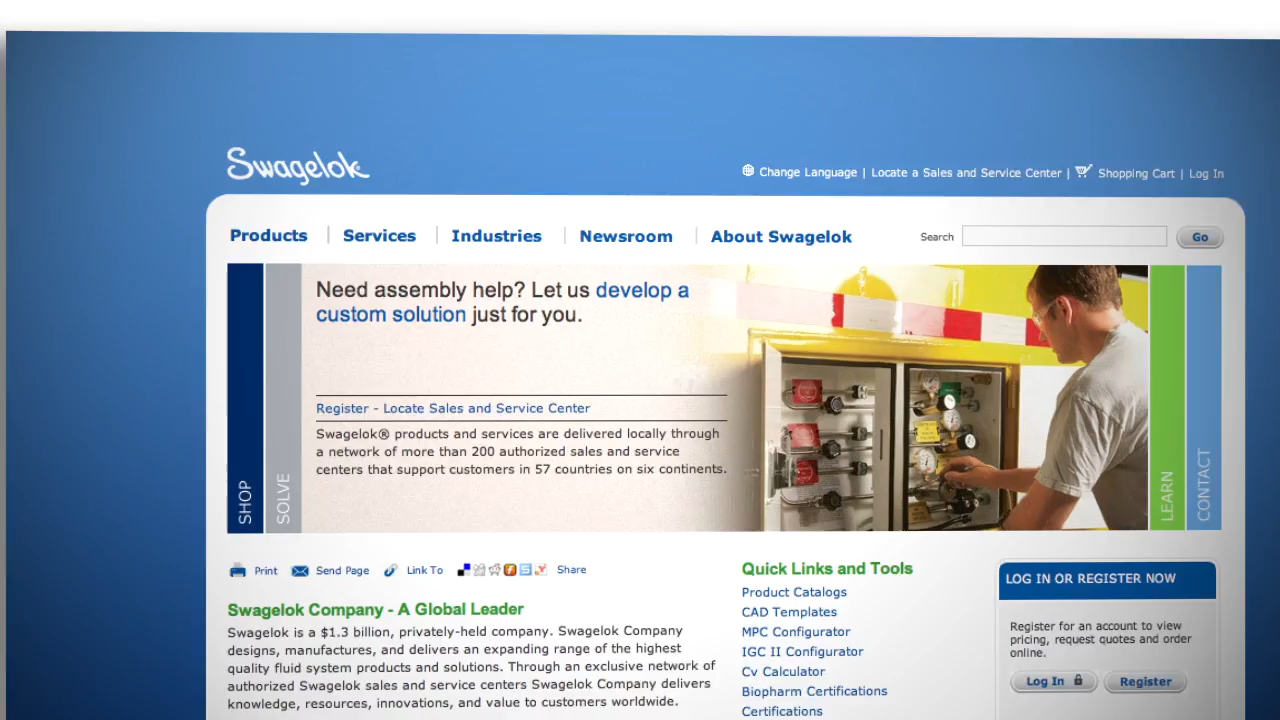 Swagelok
Change Language | Locate a Sales and Service Center | Shopping Cart | Log In
Products
Services
Industries
Newsroom
About Swagelok
Search
Go
SHOP
SOLVE
Need assembly help? Let us develop a
custom solution just for you.
Register - Locate Sales and Service Center
Swagelok® products and services are delivered locally through
a network of more than 200 authorized sales and service
centers that support customers in 57 countries on six continents.
LEARN
CONTACT
Print
Send Page
Link To
Share
Swagelok Company - A Global Leader
Swagelok is a $1.3 billion, privately-held company. Swagelok Company
designs, manufactures, and delivers an expanding range of the highest
quality fluid system products and solutions. Through an exclusive network of
authorized Swagelok sales and service centers Swagelok Company delivers
knowledge, resources, innovations, and value to customers worldwide.
Quick Links and Tools
Product Catalogs
CAD Templates
MPC Configurator
IGC II Configurator
Cv Calculator
Biopharm Certifications
Certifications
LOG IN OR REGISTER NOW
Register for an account to view
pricing, request quotes and order
online.
Log In
Register